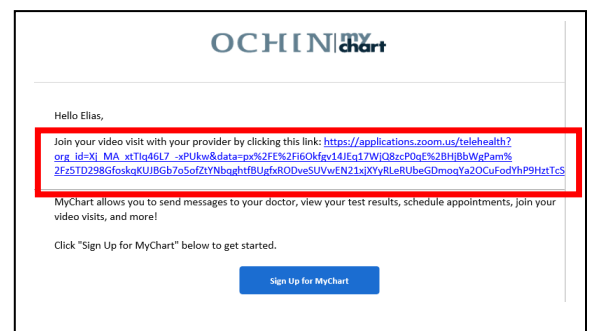 OCHIN my chart
Hello Elias,
Join your video visit with your provider by clicking this link: https://applications.zoom.us/telehealth?
org_id=Xj_MA_xtTIq46L7_-xPUkw&data=px%2FE%2Fi6Okfgv14JEq17WjQ8zcP0qE%2BHjBbWgPam%
2Fz5TD298GfoskqKUJBGb7o5ofZtYNbqghtfBUgfxRODveSUVwEN21xjXYyRLeRUbeGDmoqYa2OCuFodYhP9HztTcS
MyChart allows you to send messages to your doctor, view your test results, schedule appointments, join your
video visits, and more!
Click "Sign Up for MyChart" below to get started.
Sign Up for MyChart